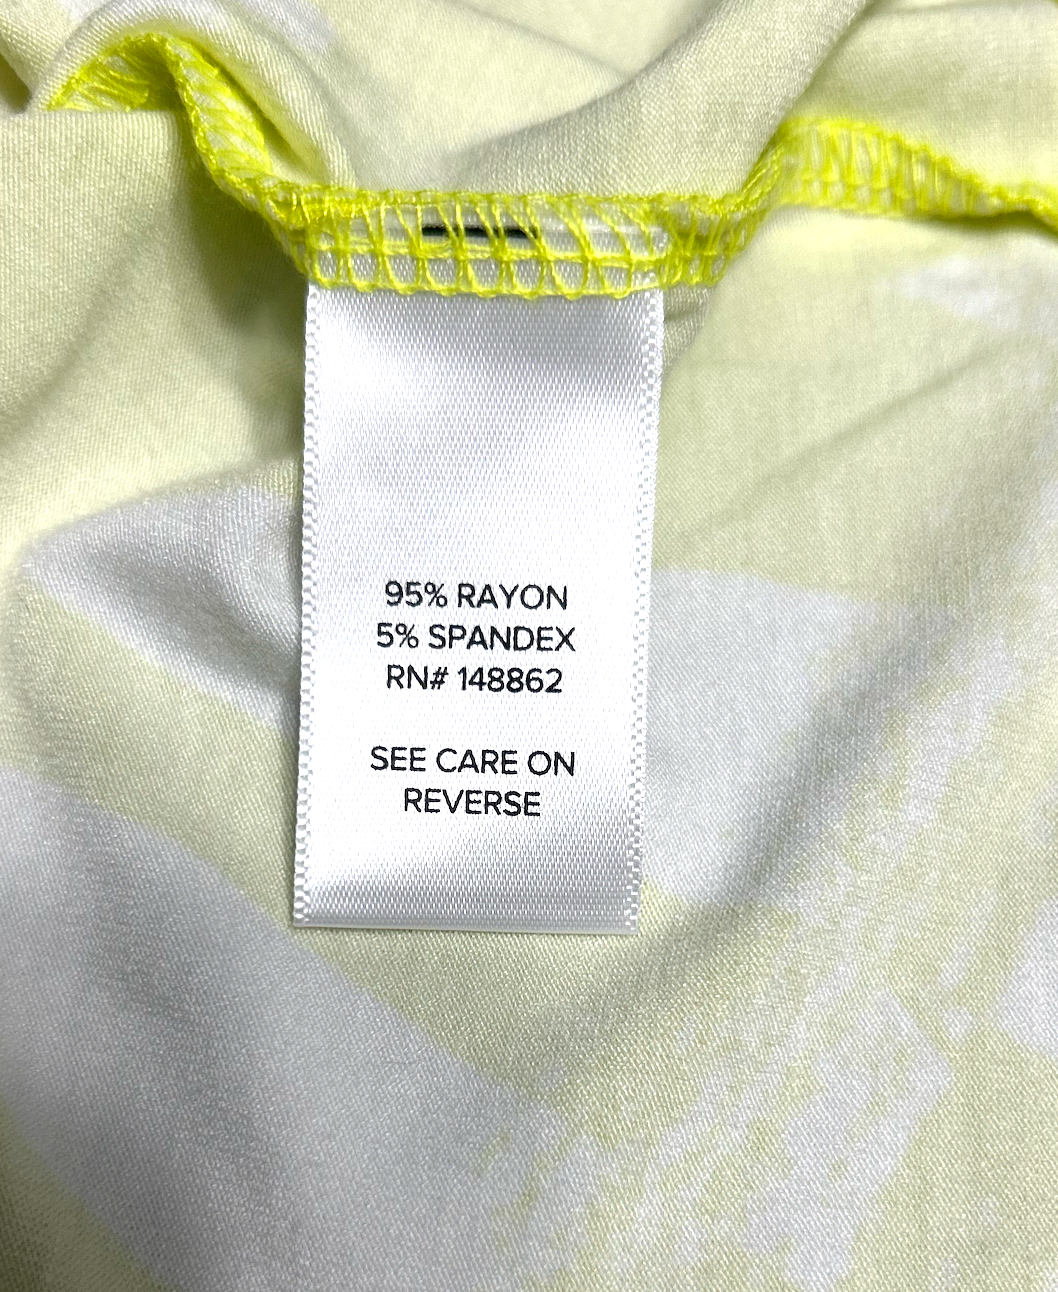 95% RAYON
5% SPANDEX
RN# 148862
SEE CARE ON
REVERSE